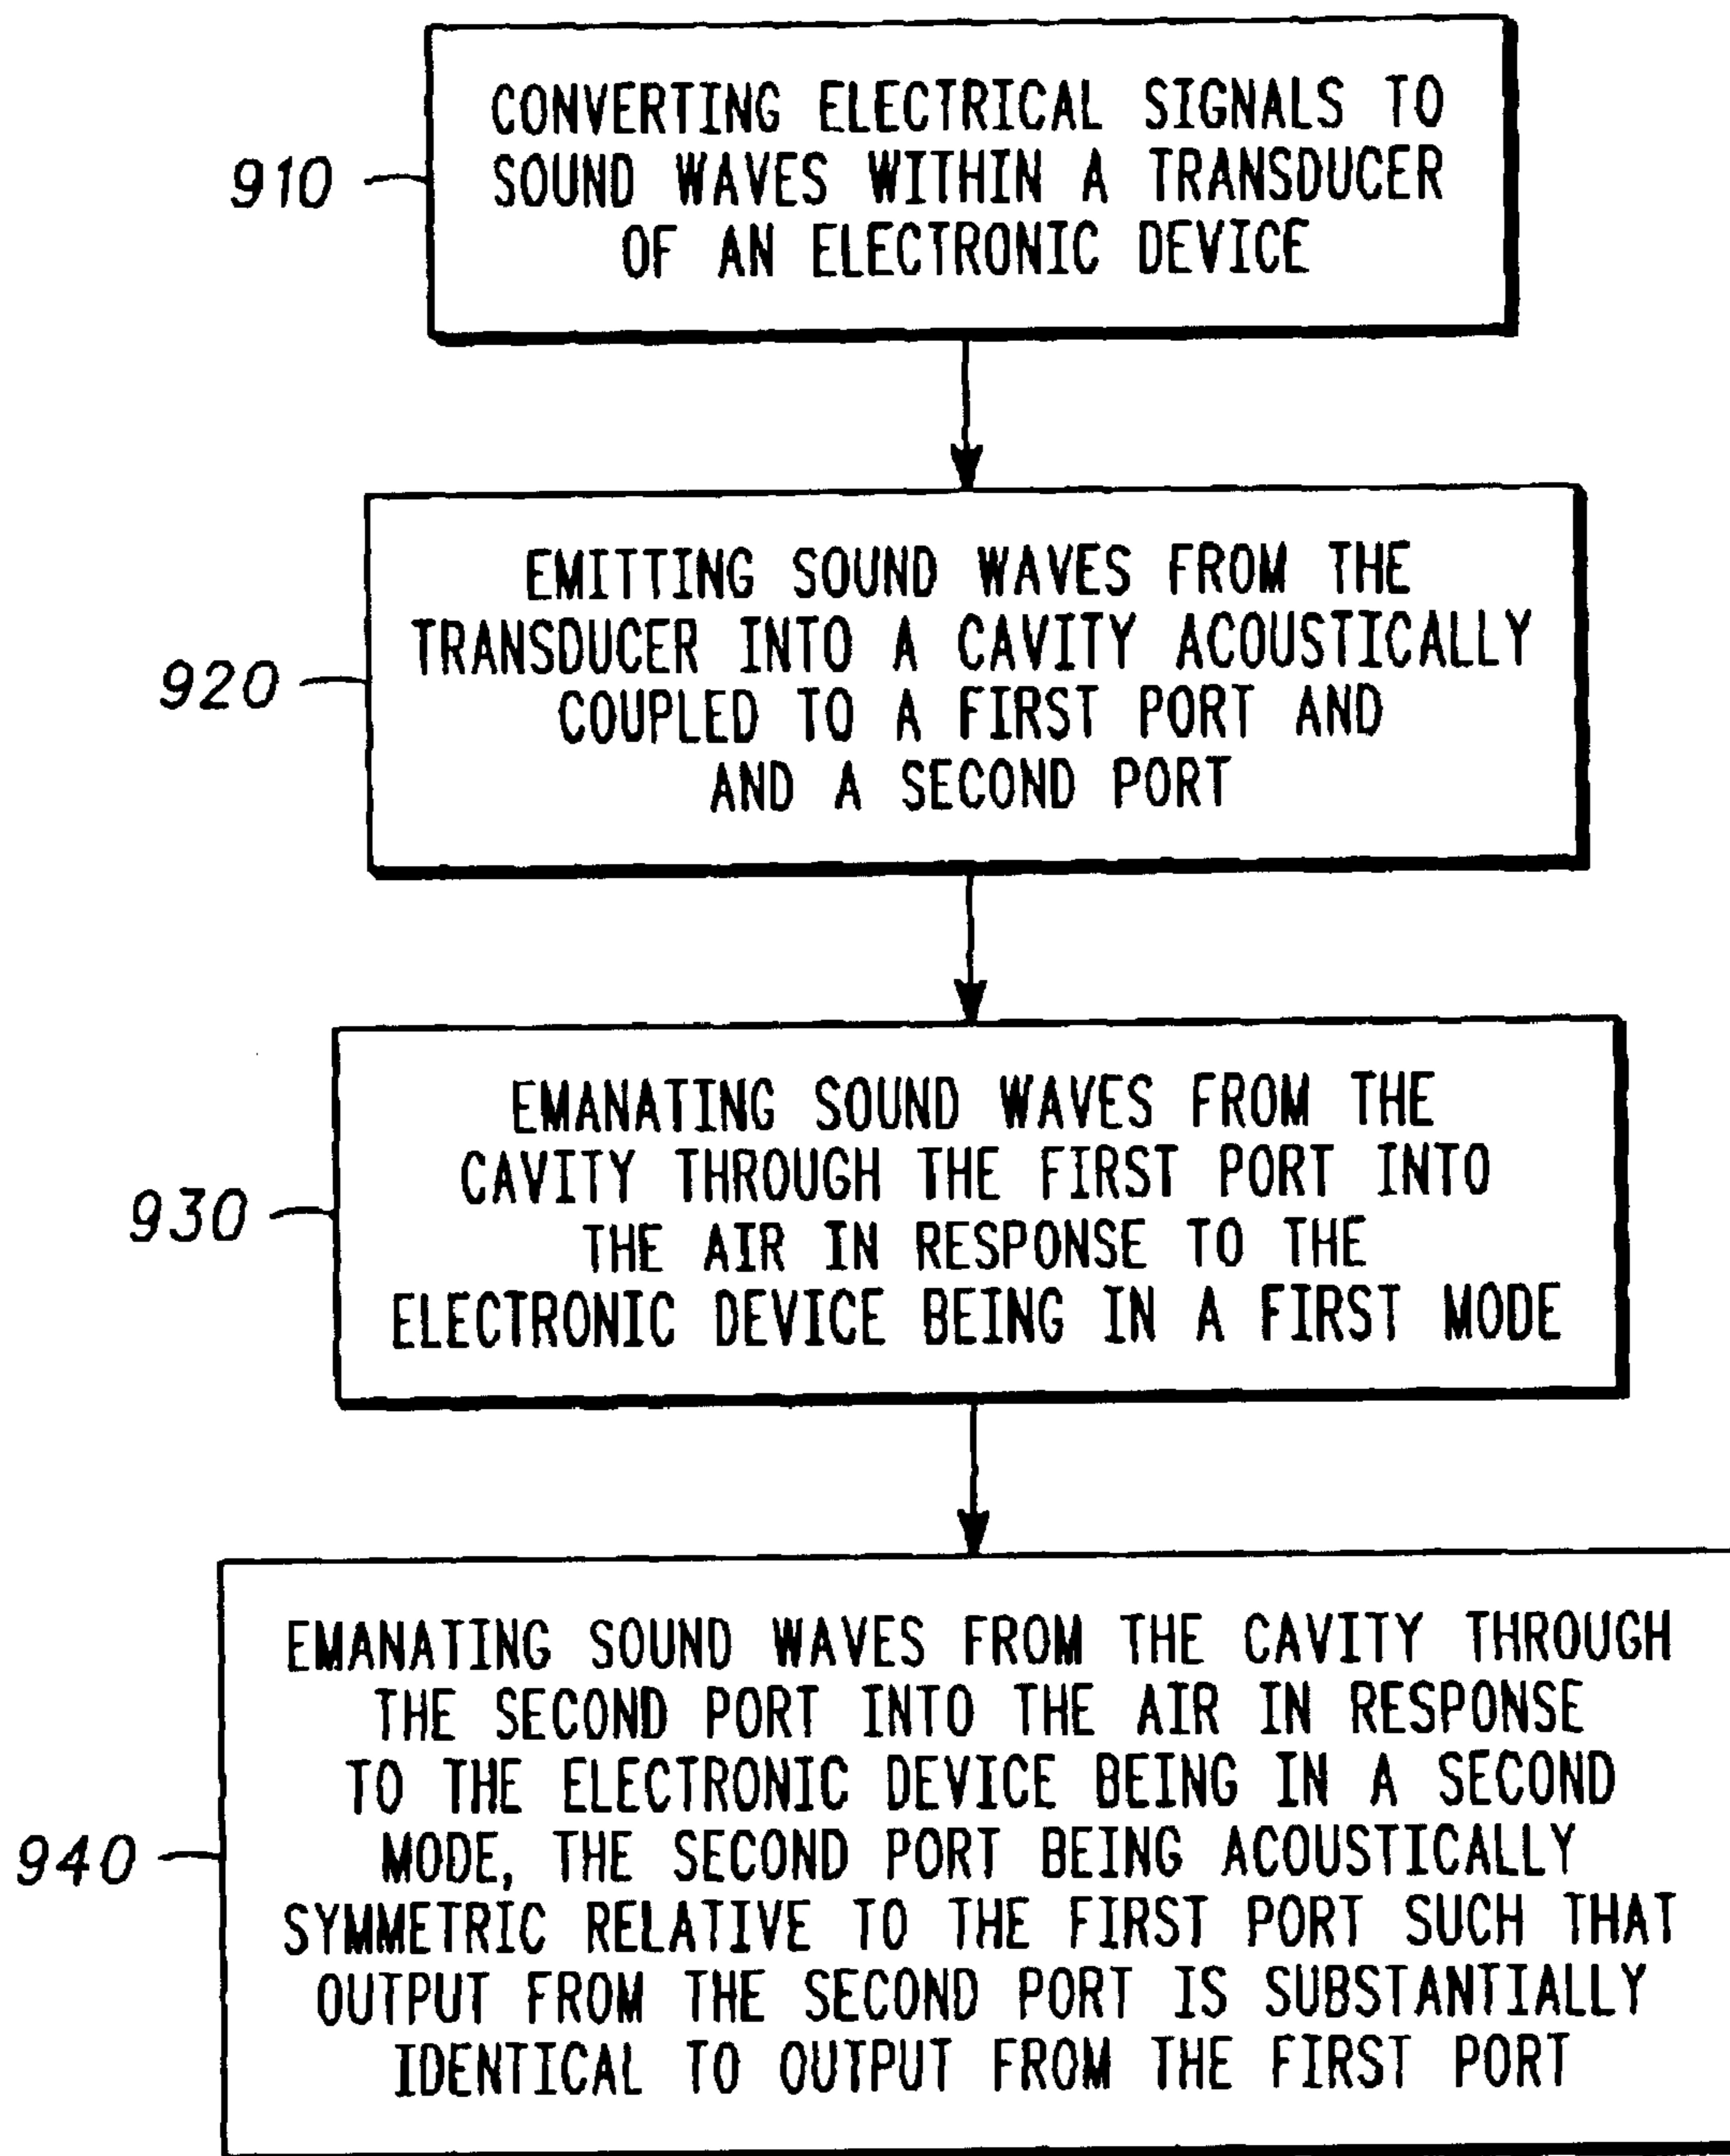 CONVERTING ELECTRICAL SIGNALS TO
SOUND WAVES WITHIN A TRANSDUCER
OF AN ELECTRONIC DEVICE
910
EMITTING SOUND WAVES FROM THE
TRANSDUCER INTO A CAVITY ACOUSTICALLY
COUPLED TO A FIRST PORT AND
AND A SECOND PORT
920
EMANATING SOUND WAVES FROM THE
CAVITY THROUGH THE FIRST PORT INTO
THE AIR IN RESPONSE TO THE
ELECTRONIC DEVICE BEING IN A FIRST MODE
930
EMANATING SOUND WAVES FROM THE CAVITY THROUGH
THE SECOND PORT INTO THE AIR IN RESPONSE
TO THE ELECTRONIC DEVICE BEING IN A SECOND
MODE, THE SECOND PORT BEING ACOUSTICALLY
SYMMETRIC RELATIVE TO THE FIRST PORT SUCH THAT
OUTPUT FROM THE SECOND PORT IS SUBSTANTIALLY
IDENTICAL TO OUTPUT FROM THE FIRST PORT
940